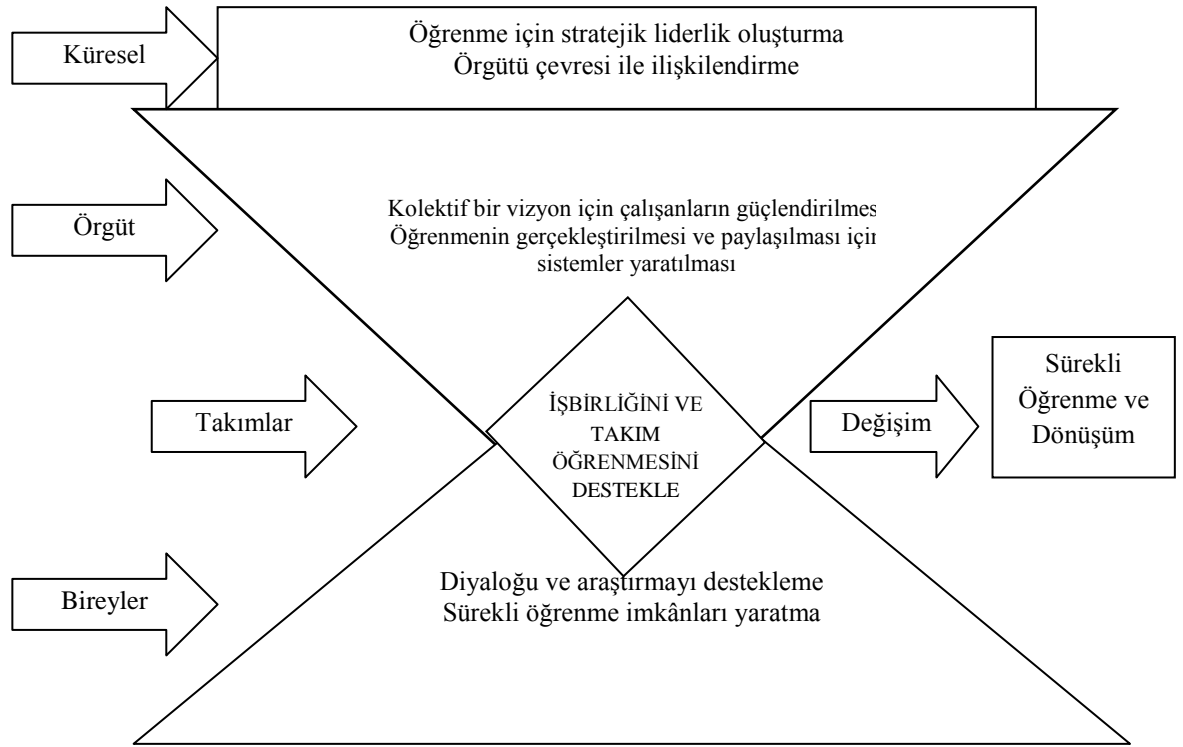 Küresel
Öğrenme için stratejik liderlik oluşturma
Örgütü çevresi ile ilişkilendirme
Örgüt
Kolektif bir vizyon için çalışanların güçlendirilmes
Öğrenmenin gerçekleştirilmesi ve paylaşılması için
sistemler yaratılması
Takımlar
İŞBİRLİĞİNİ VE
TAKIM
ÖĞRENMESİNİ
DESTEKLE
Değişim
Sürekli
Öğrenme ve
Dönüşüm
Bireyler
Diyaloğu ve araştırmayı destekleme
Sürekli öğrenme imkânları yaratma